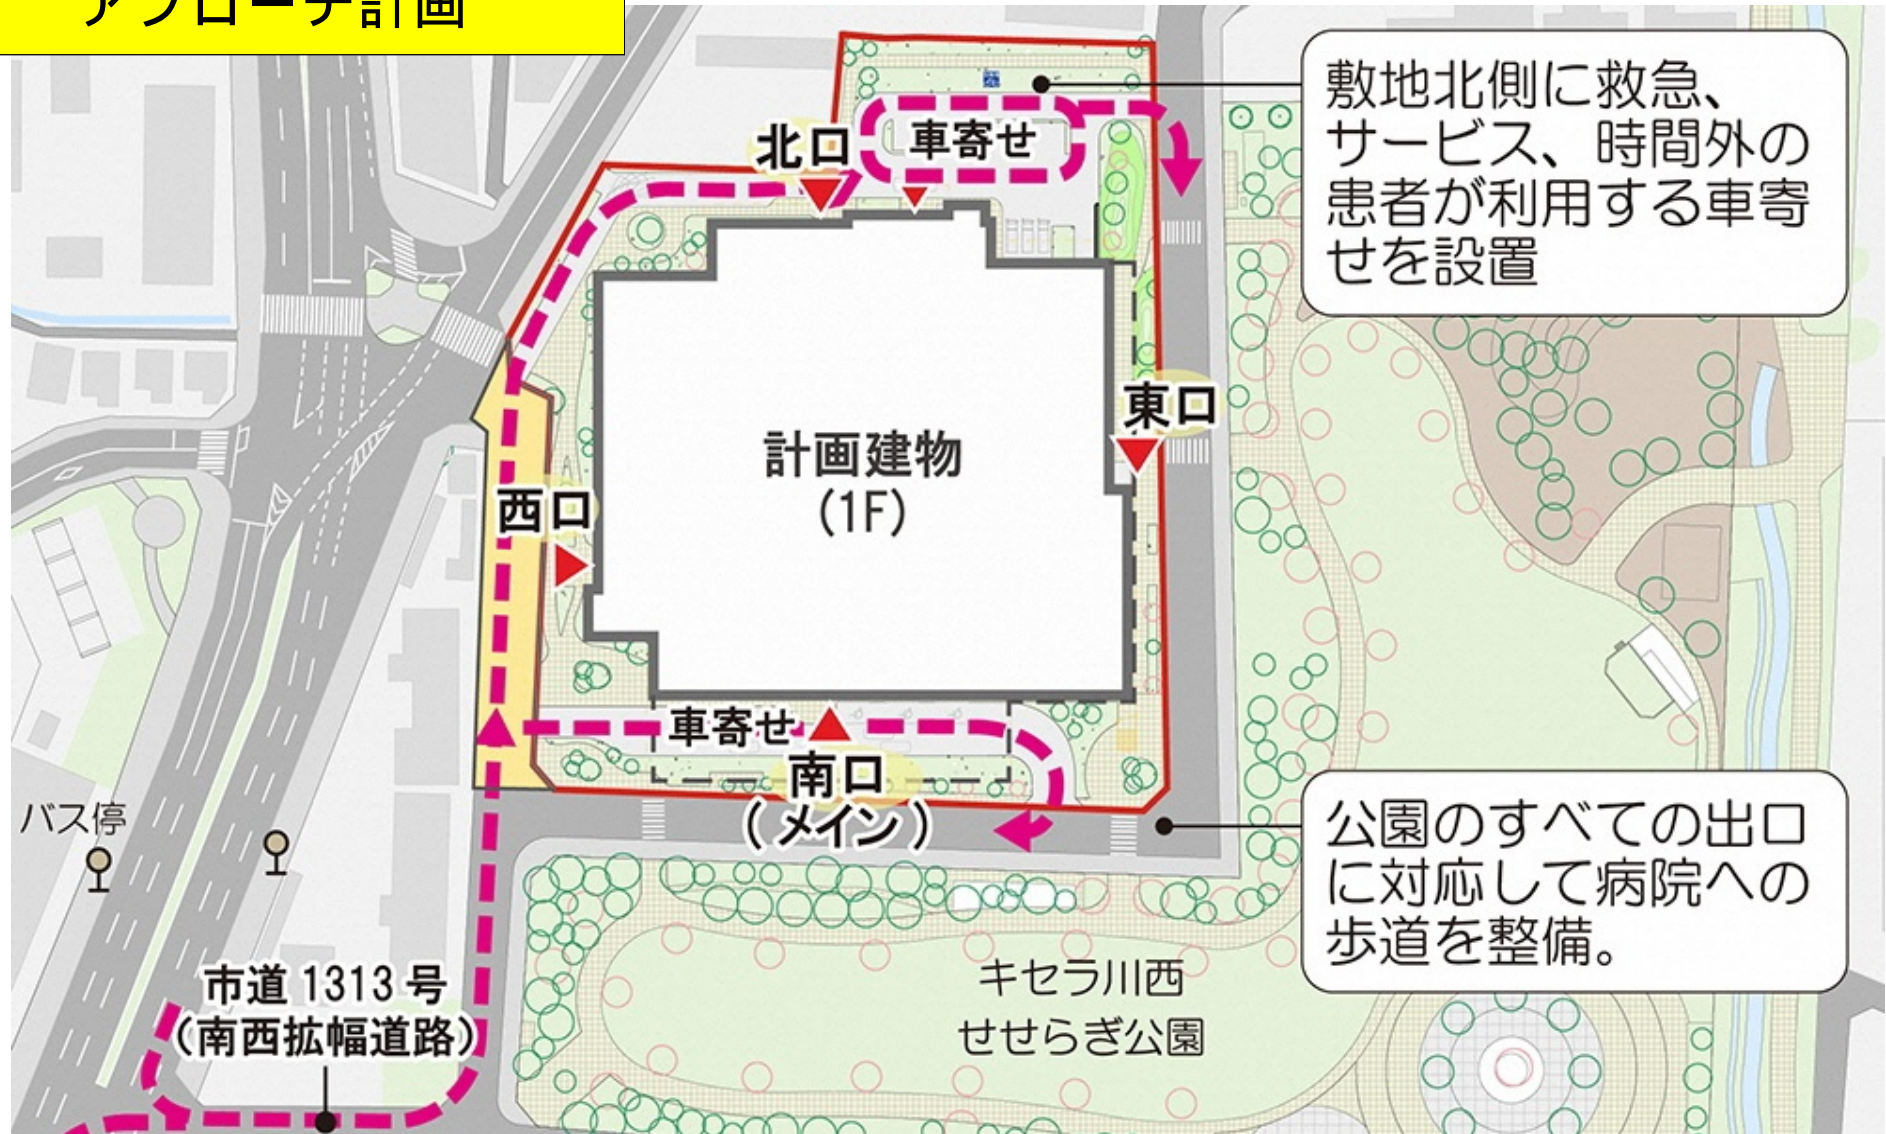 アプローチ計画
敷地北側に救急、
サービス、時間外の
患者が利用する車寄
せを設置
北口
車寄せ
東口
計画建物
(1F)
西口
車寄せ
南口
(メイン)
バス停
公園のすべての出口
に対応して病院への
歩道を整備。
市道1313号
(南西拡幅道路)
キセラ川西
せせらぎ公園